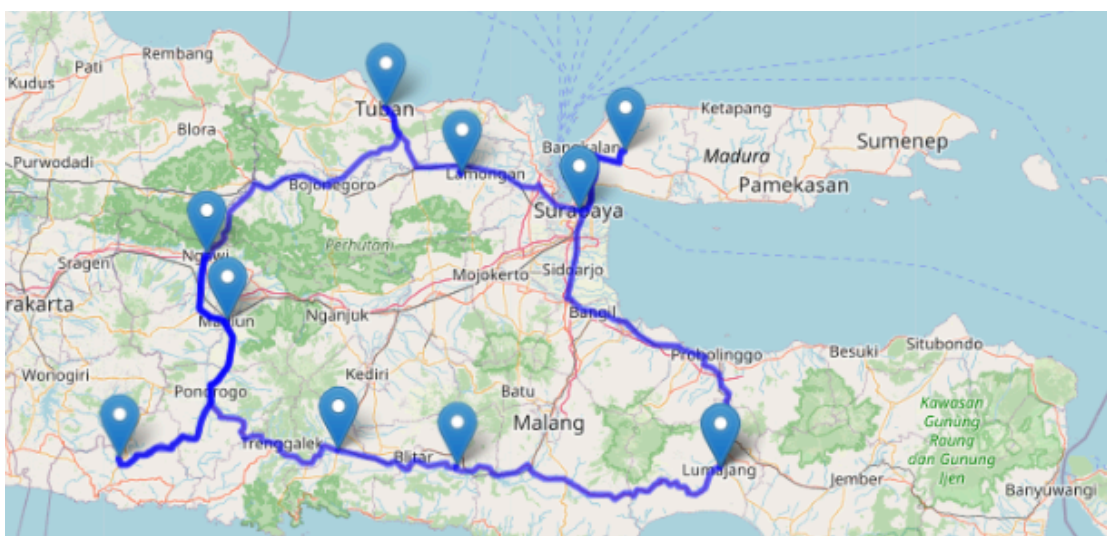 Rembang
Pati
Kudus
Tuban
Ketapang
Blora
Bangkalan
Sumenep
Madura
Purwodadi
Lamongan
Bojonegoro
Pamekasan
Surabaya
Perhutani
Ngawi
Sragen
Sidoarjo
Mojokerto
rakarta
Bangil
Nganjuk
Madiun
Situbondo
Besuki
Probolinggo
Wonogiri
Kediri
Ponorogo
Batu
Kawasan
Gunung
Raung
dan Gunung
Ijen
Malang
Trenggalek
Blitar
Lumajang
Jember
Banyuwangi